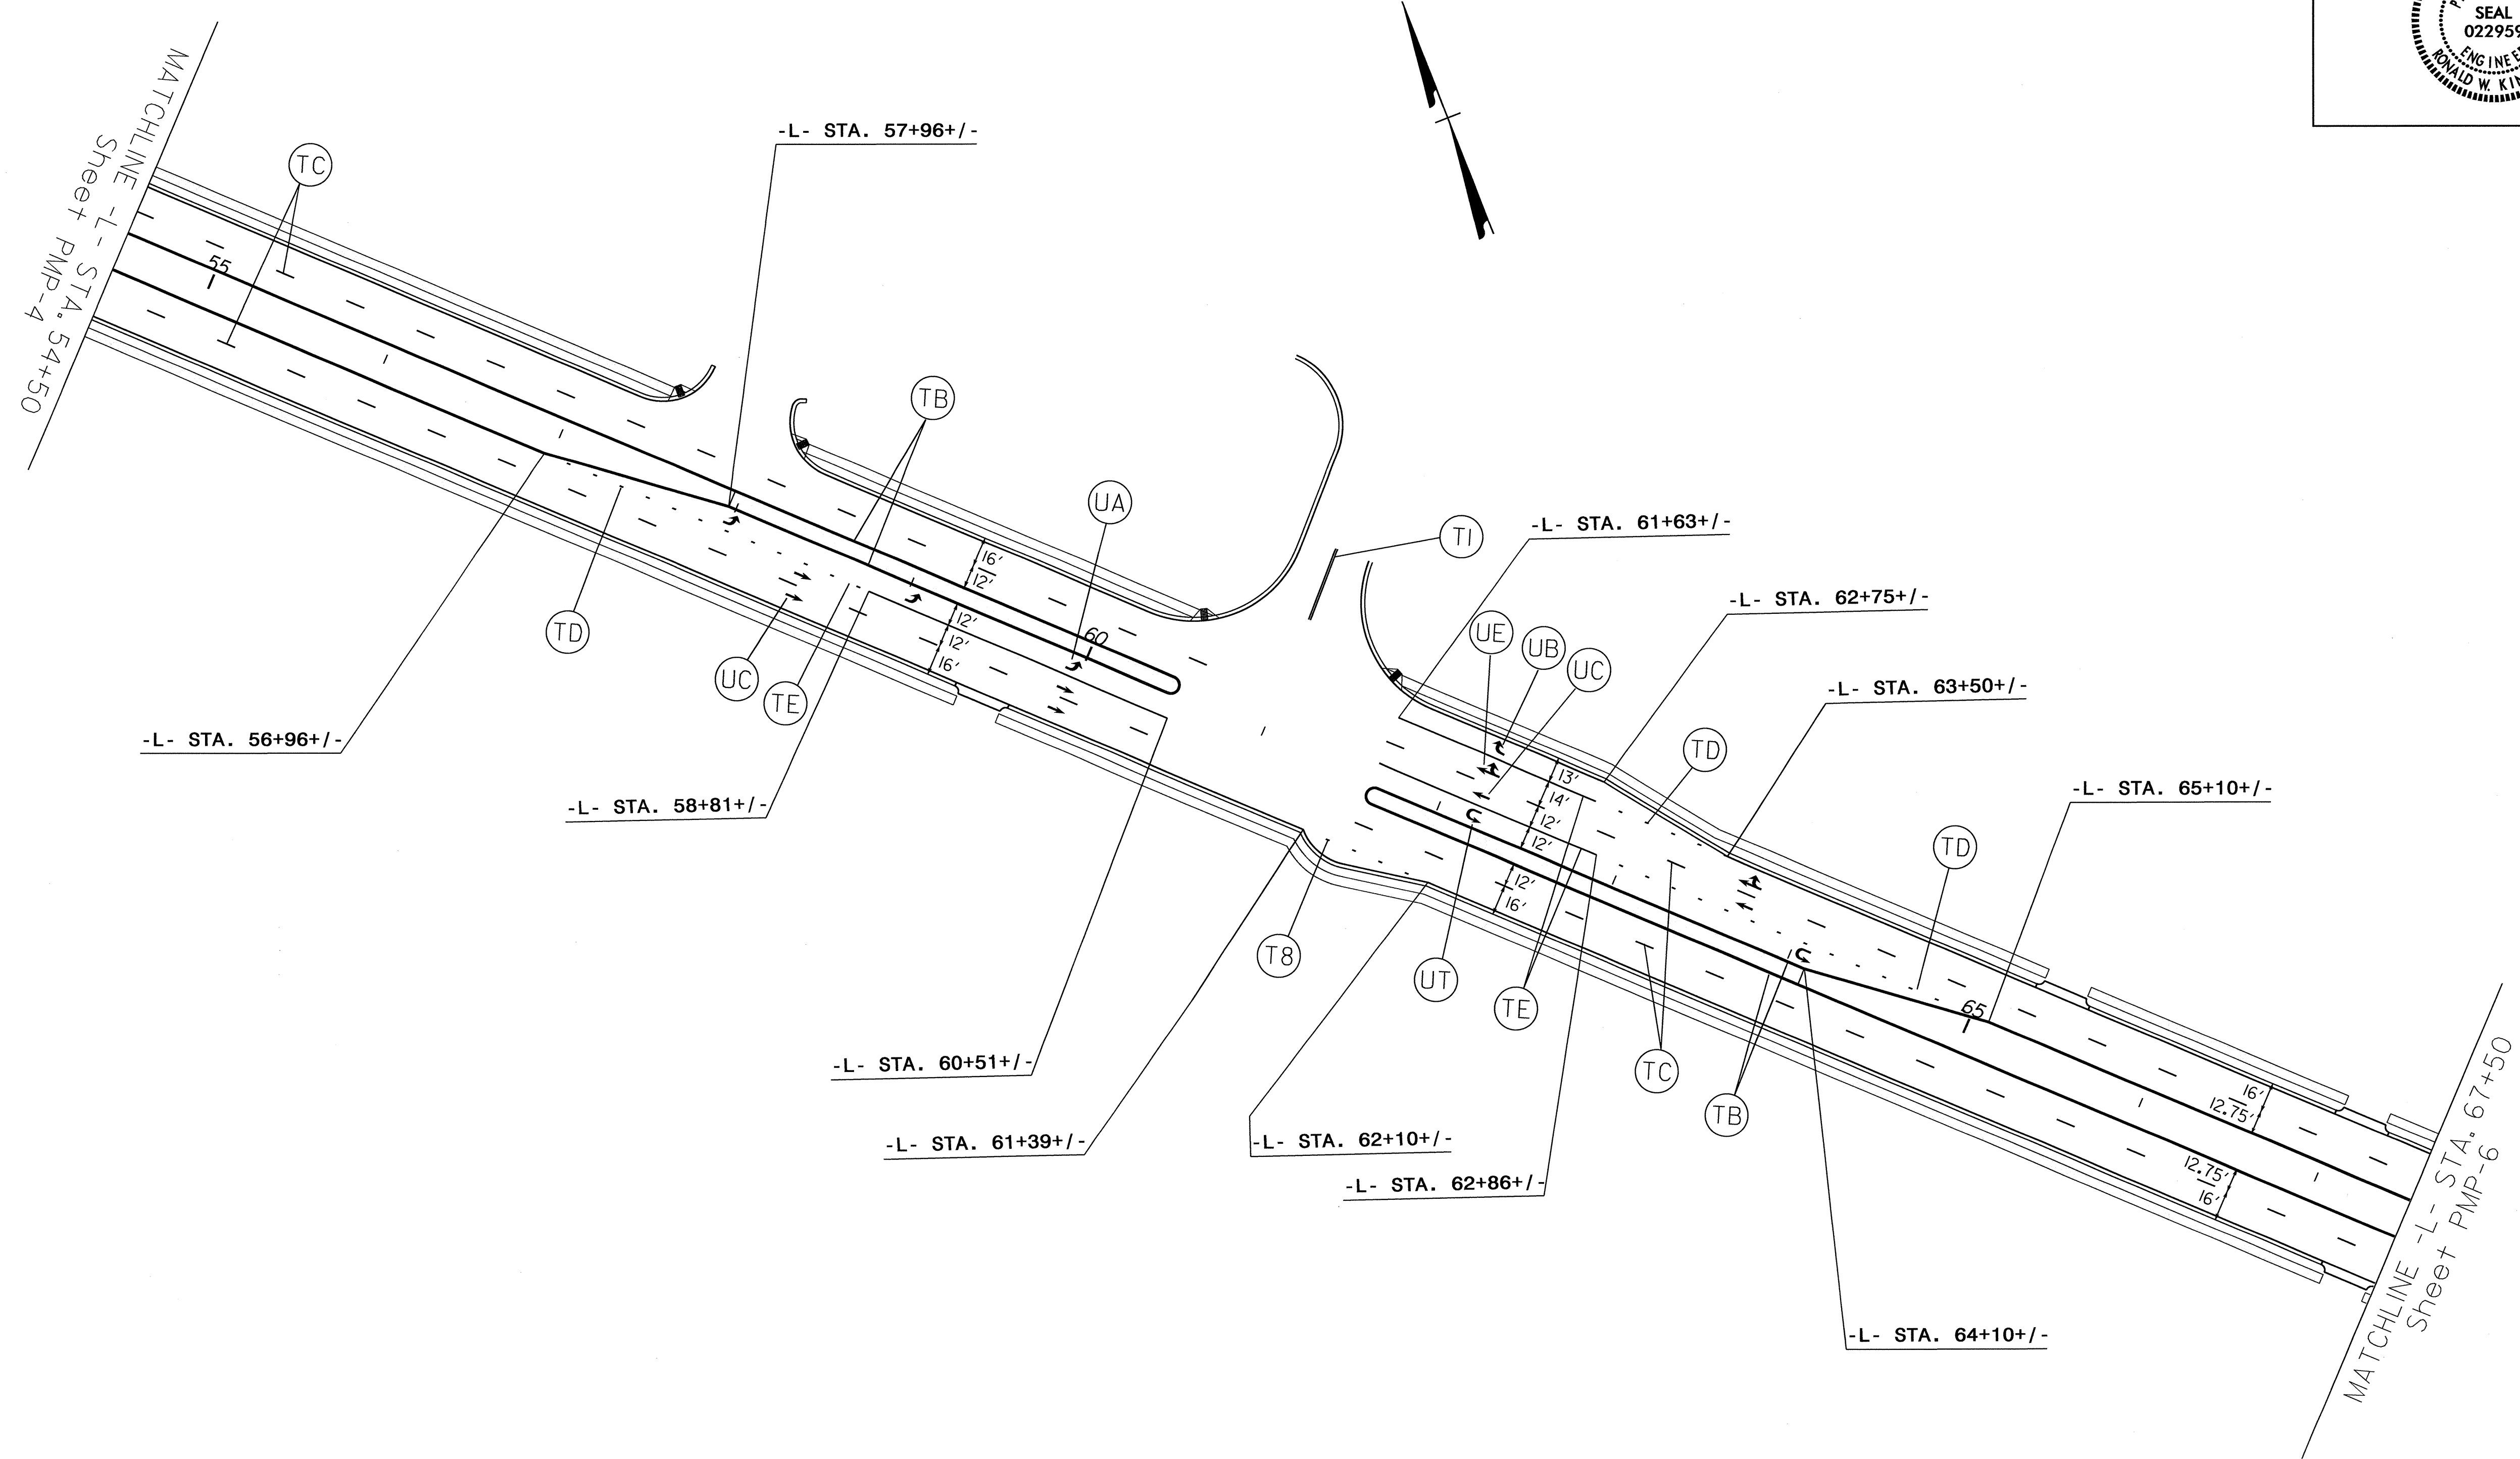 SEAL
022959
ENGINEE
RONALD W. KIN
MATCHLINE -L- STA. 54+50
Sheet PMP-4
TC
55
-L- STA. 57+96+/-
TB
UA
TI
-L- STA. 61+63+/-
UE
UB
UC
-L- STA. 62+75+/-
-L- STA. 63+50+/-
TD
-L- STA. 65+10+/-
TD
16'
12'
60
12'
12'
16'
TD
UC
TE
-L- STA. 56+96+/-
-L- STA. 58+81+/-
13'
14'
12'
12'
12'
16'
T8
UT
TE
TC
TB
65
-L- STA. 60+51+/-
-L- STA. 61+39+/-
-L- STA. 62+10+/-
-L- STA. 62+86+/-
-L- STA. 64+10+/-
16'
12.75'
12.75'
16'
MATCHLINE -L- STA. 67+50
Sheet PMP-6